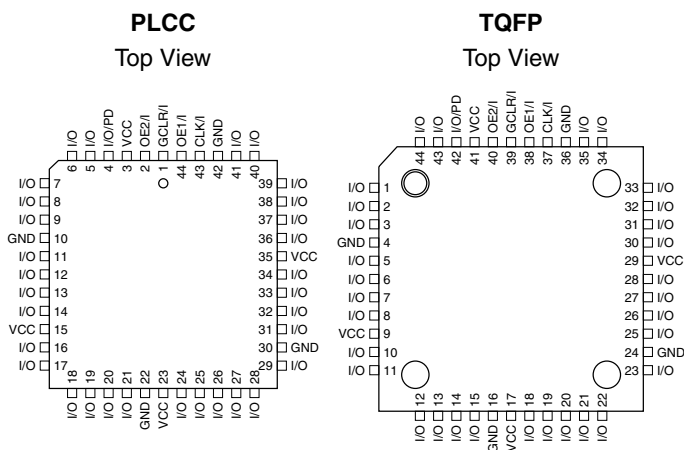 PLCC
Top View
I/O I/O I/O/PD VCC OE2/I GCLR/I OE1/I CLK/I GND I/O I/O
6 5 4 3 2 1 44 43 42 41 40
I/O 7 39 I/O
I/O 8 38 I/O
I/O 9 37 I/O
GND 10 36 I/O
I/O 11 35 VCC
I/O 12 34 I/O
I/O 13 33 I/O
I/O 14 32 I/O
VCC 15 31 I/O
I/O 16 30 GND
I/O 17 29 I/O
18 19 20 21 22 23 24 25 26 27 28
I/O I/O I/O I/O GND VCC I/O I/O I/O I/O I/O
TQFP
Top View
I/O I/O I/O/PD VCC OE2/I GCLR/I OE1/I CLK/I GND I/O I/O
44 43 42 41 40 39 38 37 36 35 34
I/O 1 33 I/O
I/O 2 32 I/O
I/O 3 31 I/O
GND 4 30 I/O
I/O 5 29 VCC
I/O 6 28 I/O
I/O 7 27 I/O
I/O 8 26 I/O
VCC 9 25 I/O
I/O 10 24 GND
I/O 11 23 I/O
12 13 14 15 16 17 18 19 20 21 22
I/O I/O I/O I/O GND VCC I/O I/O I/O I/O I/O